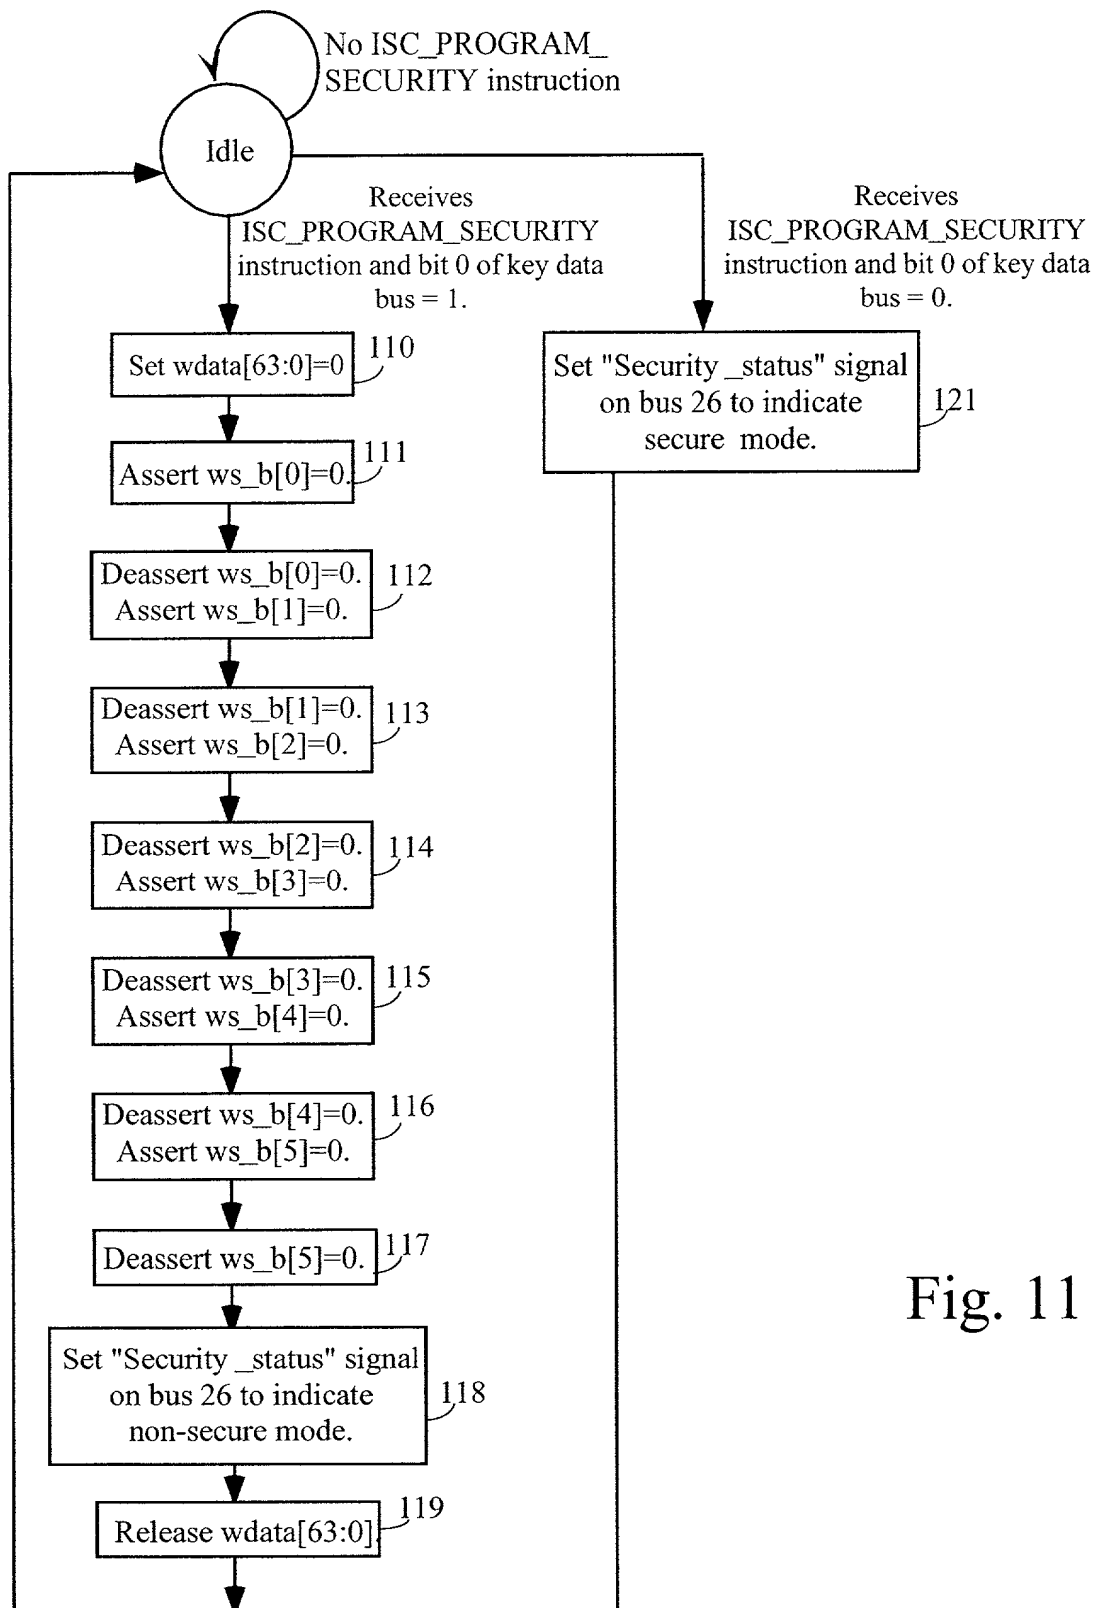 No ISC_PROGRAM_
SECURITY instruction
Idle
Receives
ISC_PROGRAM_SECURITY
instruction and bit 0 of key data
bus = 1.
Receives
ISC_PROGRAM_SECURITY
instruction and bit 0 of key data
bus = 0.
Set wdata[63:0]=0
110
Set "Security_status" signal
on bus 26 to indicate
secure mode.
121
Assert ws_b[0]=0.
111
Deassert ws_b[0]=0.
Assert ws_b[1]=0.
112
Deassert ws_b[1]=0.
Assert ws_b[2]=0.
113
Deassert ws_b[2]=0.
Assert ws_b[3]=0.
114
Deassert ws_b[3]=0.
Assert ws_b[4]=0.
115
Deassert ws_b[4]=0.
Assert ws_b[5]=0.
116
Deassert ws_b[5]=0.
117
Set "Security_status" signal
on bus 26 to indicate
non-secure mode.
118
Release wdata[63:0]
119
Fig. 11